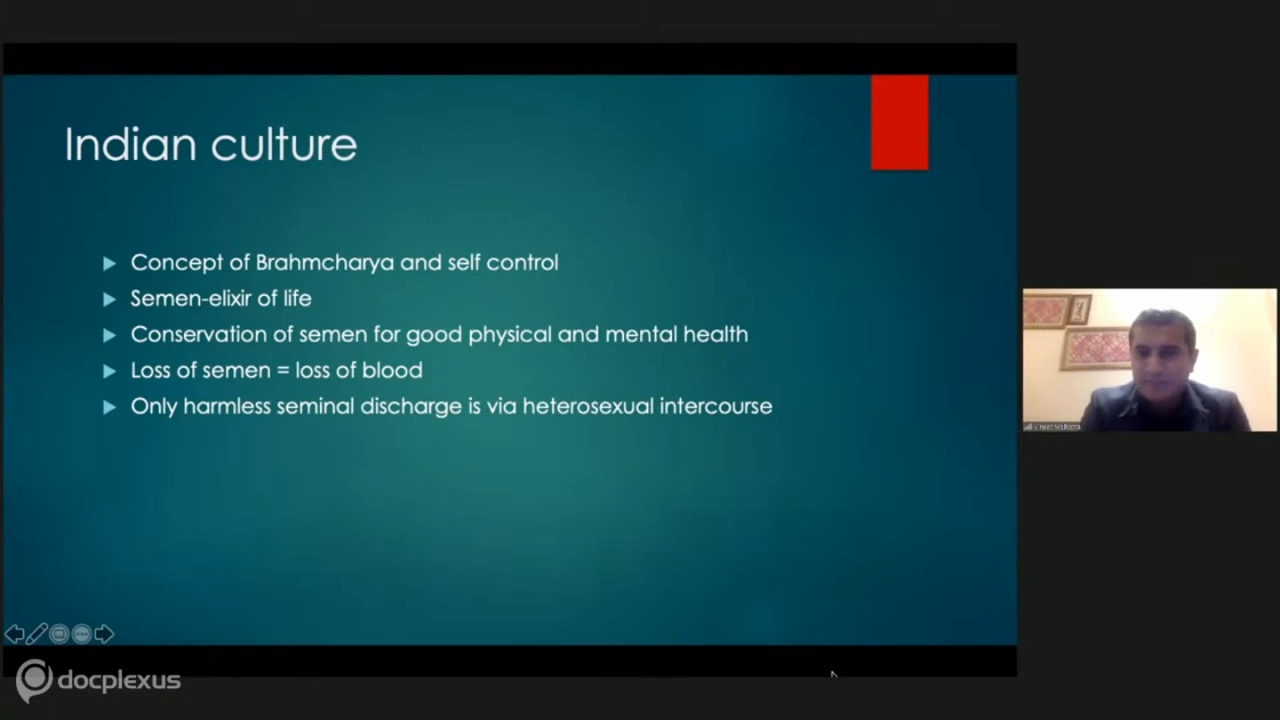 Indian culture
Concept of Brahmcharya and self control
Semen-elixir of life
Conservation of semen for good physical and mental health
Loss of semen = loss of blood
Only harmless seminal discharge is via heterosexual intercourse
docplexus